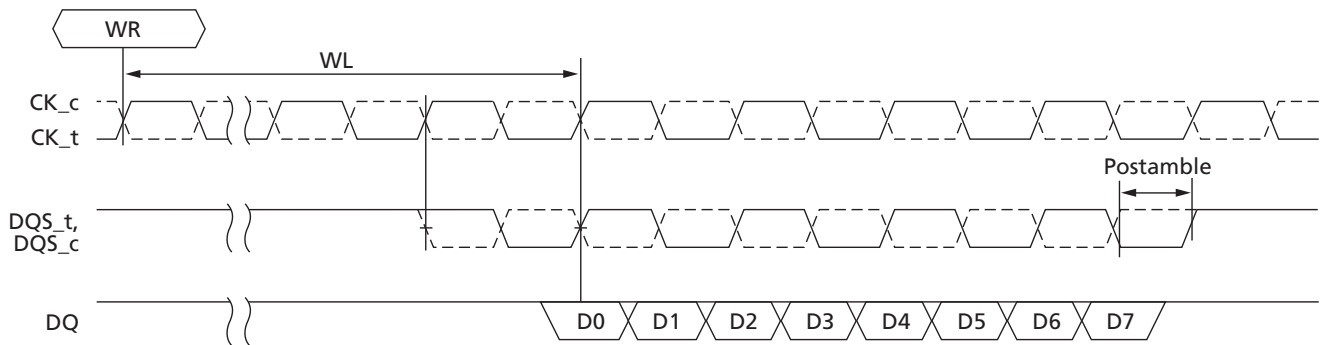 WR
WL
CK_c
CK_t
Postamble
DQS_t,
DQS_c
DQ
D0 D1 D2 D3 D4 D5 D6 D7